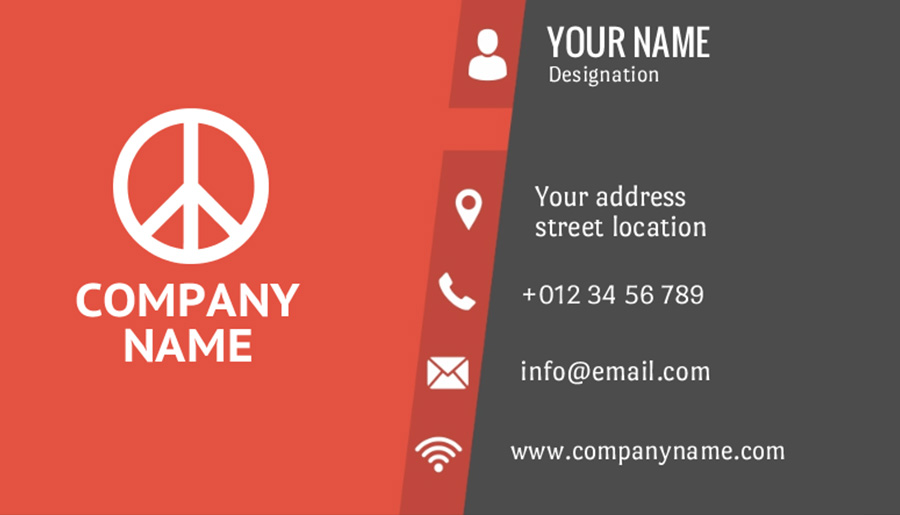 COMPANY
NAME
YOUR NAME
Designation
Your address
street location
+012 34 56 789
info@email.com
www.companyname.com